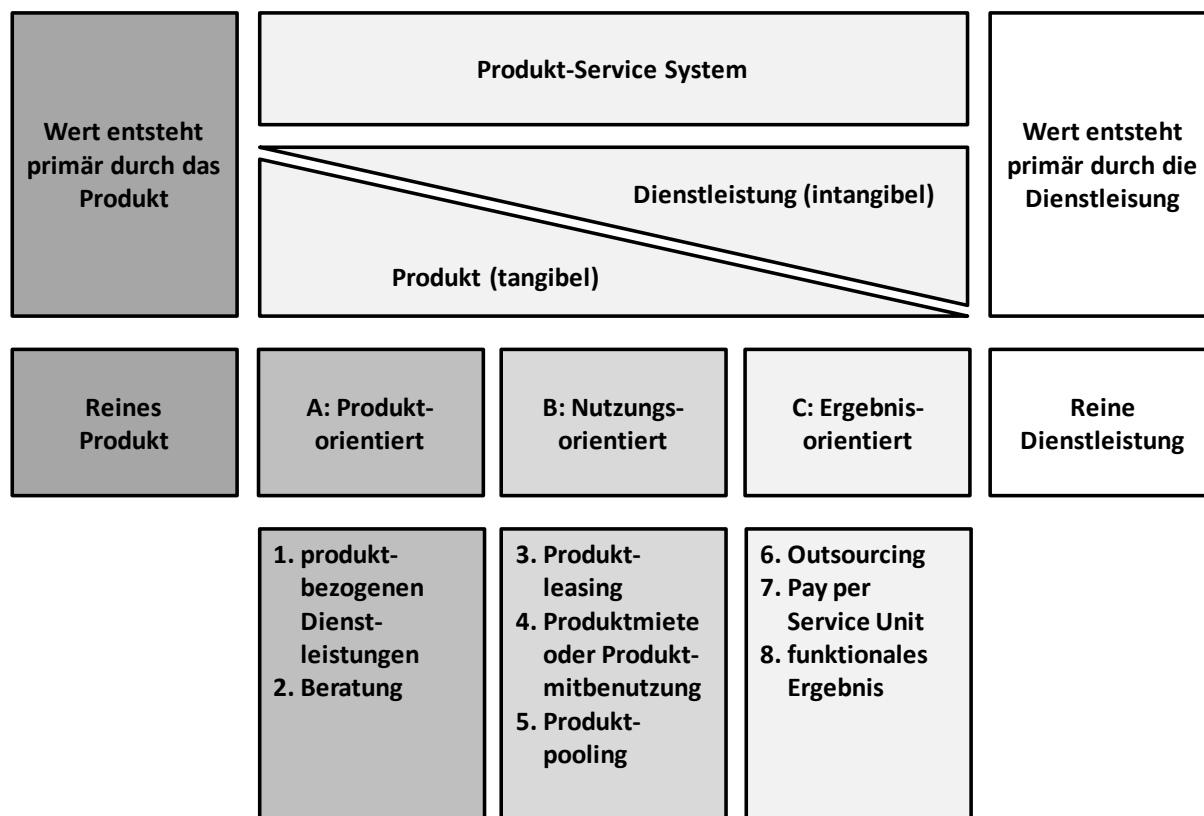 Wert entsteht
primär durch das
Produkt
Produkt-Service System
Dienstleistung (intangibel)
Produkt (tangibel)
Wert entsteht
primär durch die
Dienstleisung
Reines
Produkt
A: Produkt-
orientiert
B: Nutzungs-
orientiert
C: Ergebnis-
orientiert
Reine
Dienstleistung
1. produkt-
bezogenen
Dienst-
leistungen
2. Beratung
3. Produkt-
leasing
4. Produktmiete
oder Produkt-
mitbenutzung
5. Produkt-
pooling
6. Outsourcing
7. Pay per
Service Unit
8. funktionales
Ergebnis